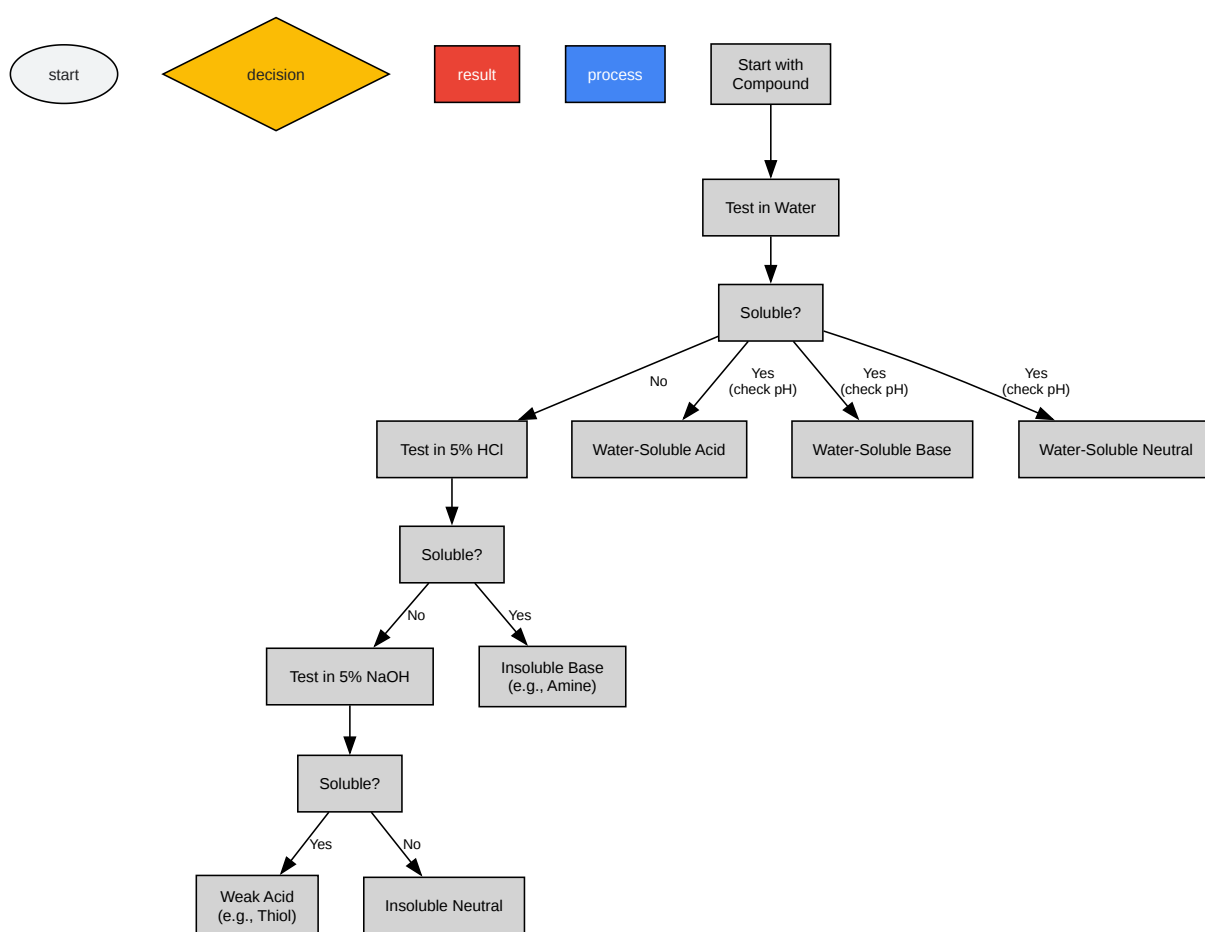 start
decision
result
process
Start with
Compound
Test in Water
Soluble?
No
Yes
(check pH)
Yes
(check pH)
Yes
(check pH)
Test in 5% HCl
Water-Soluble Acid
Water-Soluble Base
Water-Soluble Neutral
Soluble?
No
Yes
Test in 5% NaOH
Insoluble Base
(e.g., Amine)
Soluble?
Yes
No
Weak Acid
(e.g., Thiol)
Insoluble Neutral